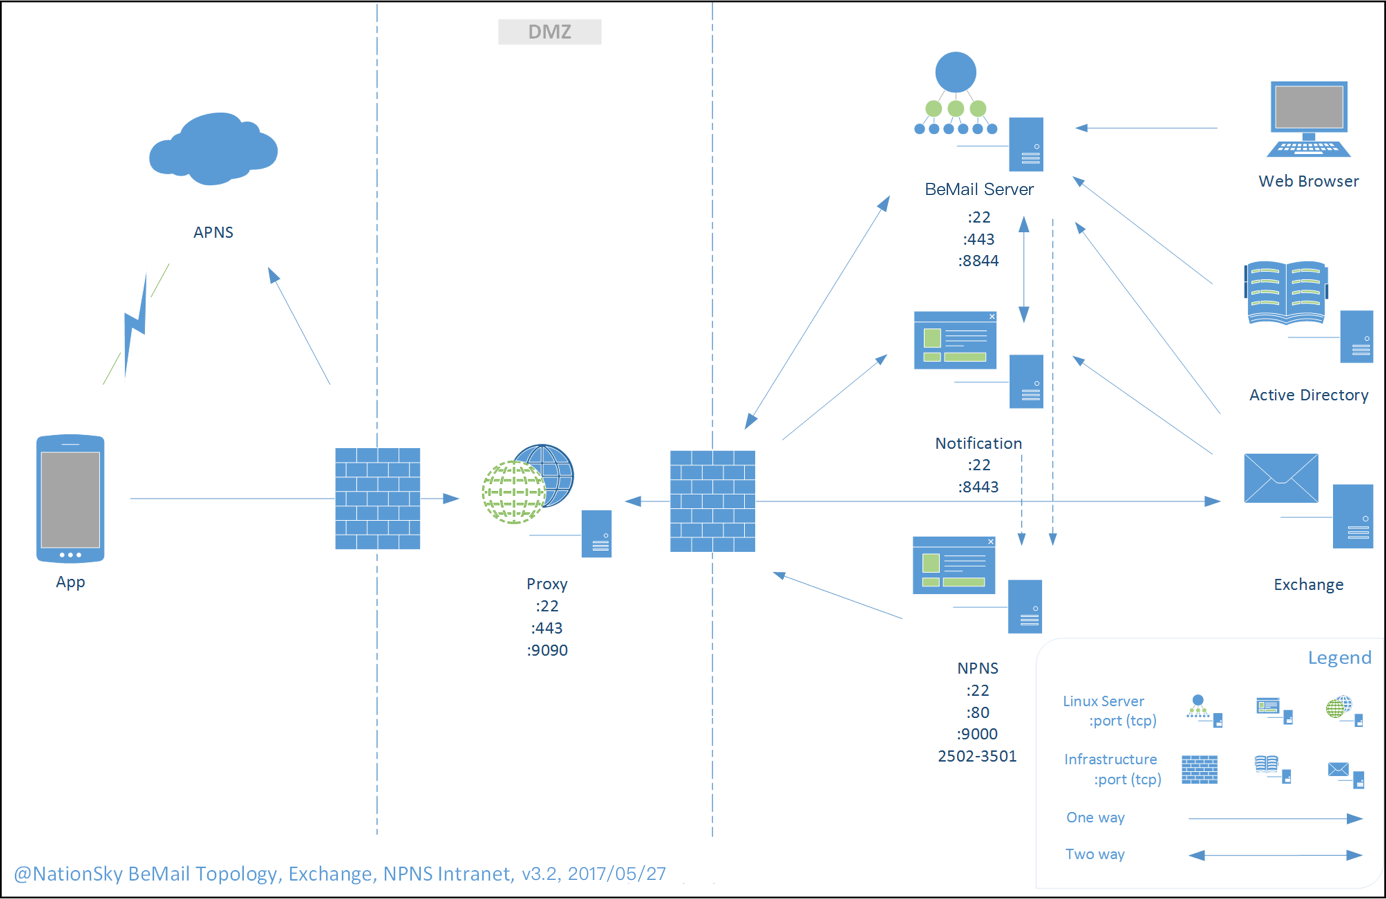 DMZ
APNS
App
Proxy
:22
:443
:9090
BeMail Server
:22
:443
:8844
Notification
:22
:8443
NPNS
:22
:80
:9000
2502-3501
Web Browser
Active Directory
Exchange
Legend
Linux Server
:port (tcp)
Infrastructure
:port (tcp)
One way
Two way
@NationSky BeMail Topology, Exchange, NPNS Intranet, v3.2, 2017/05/27